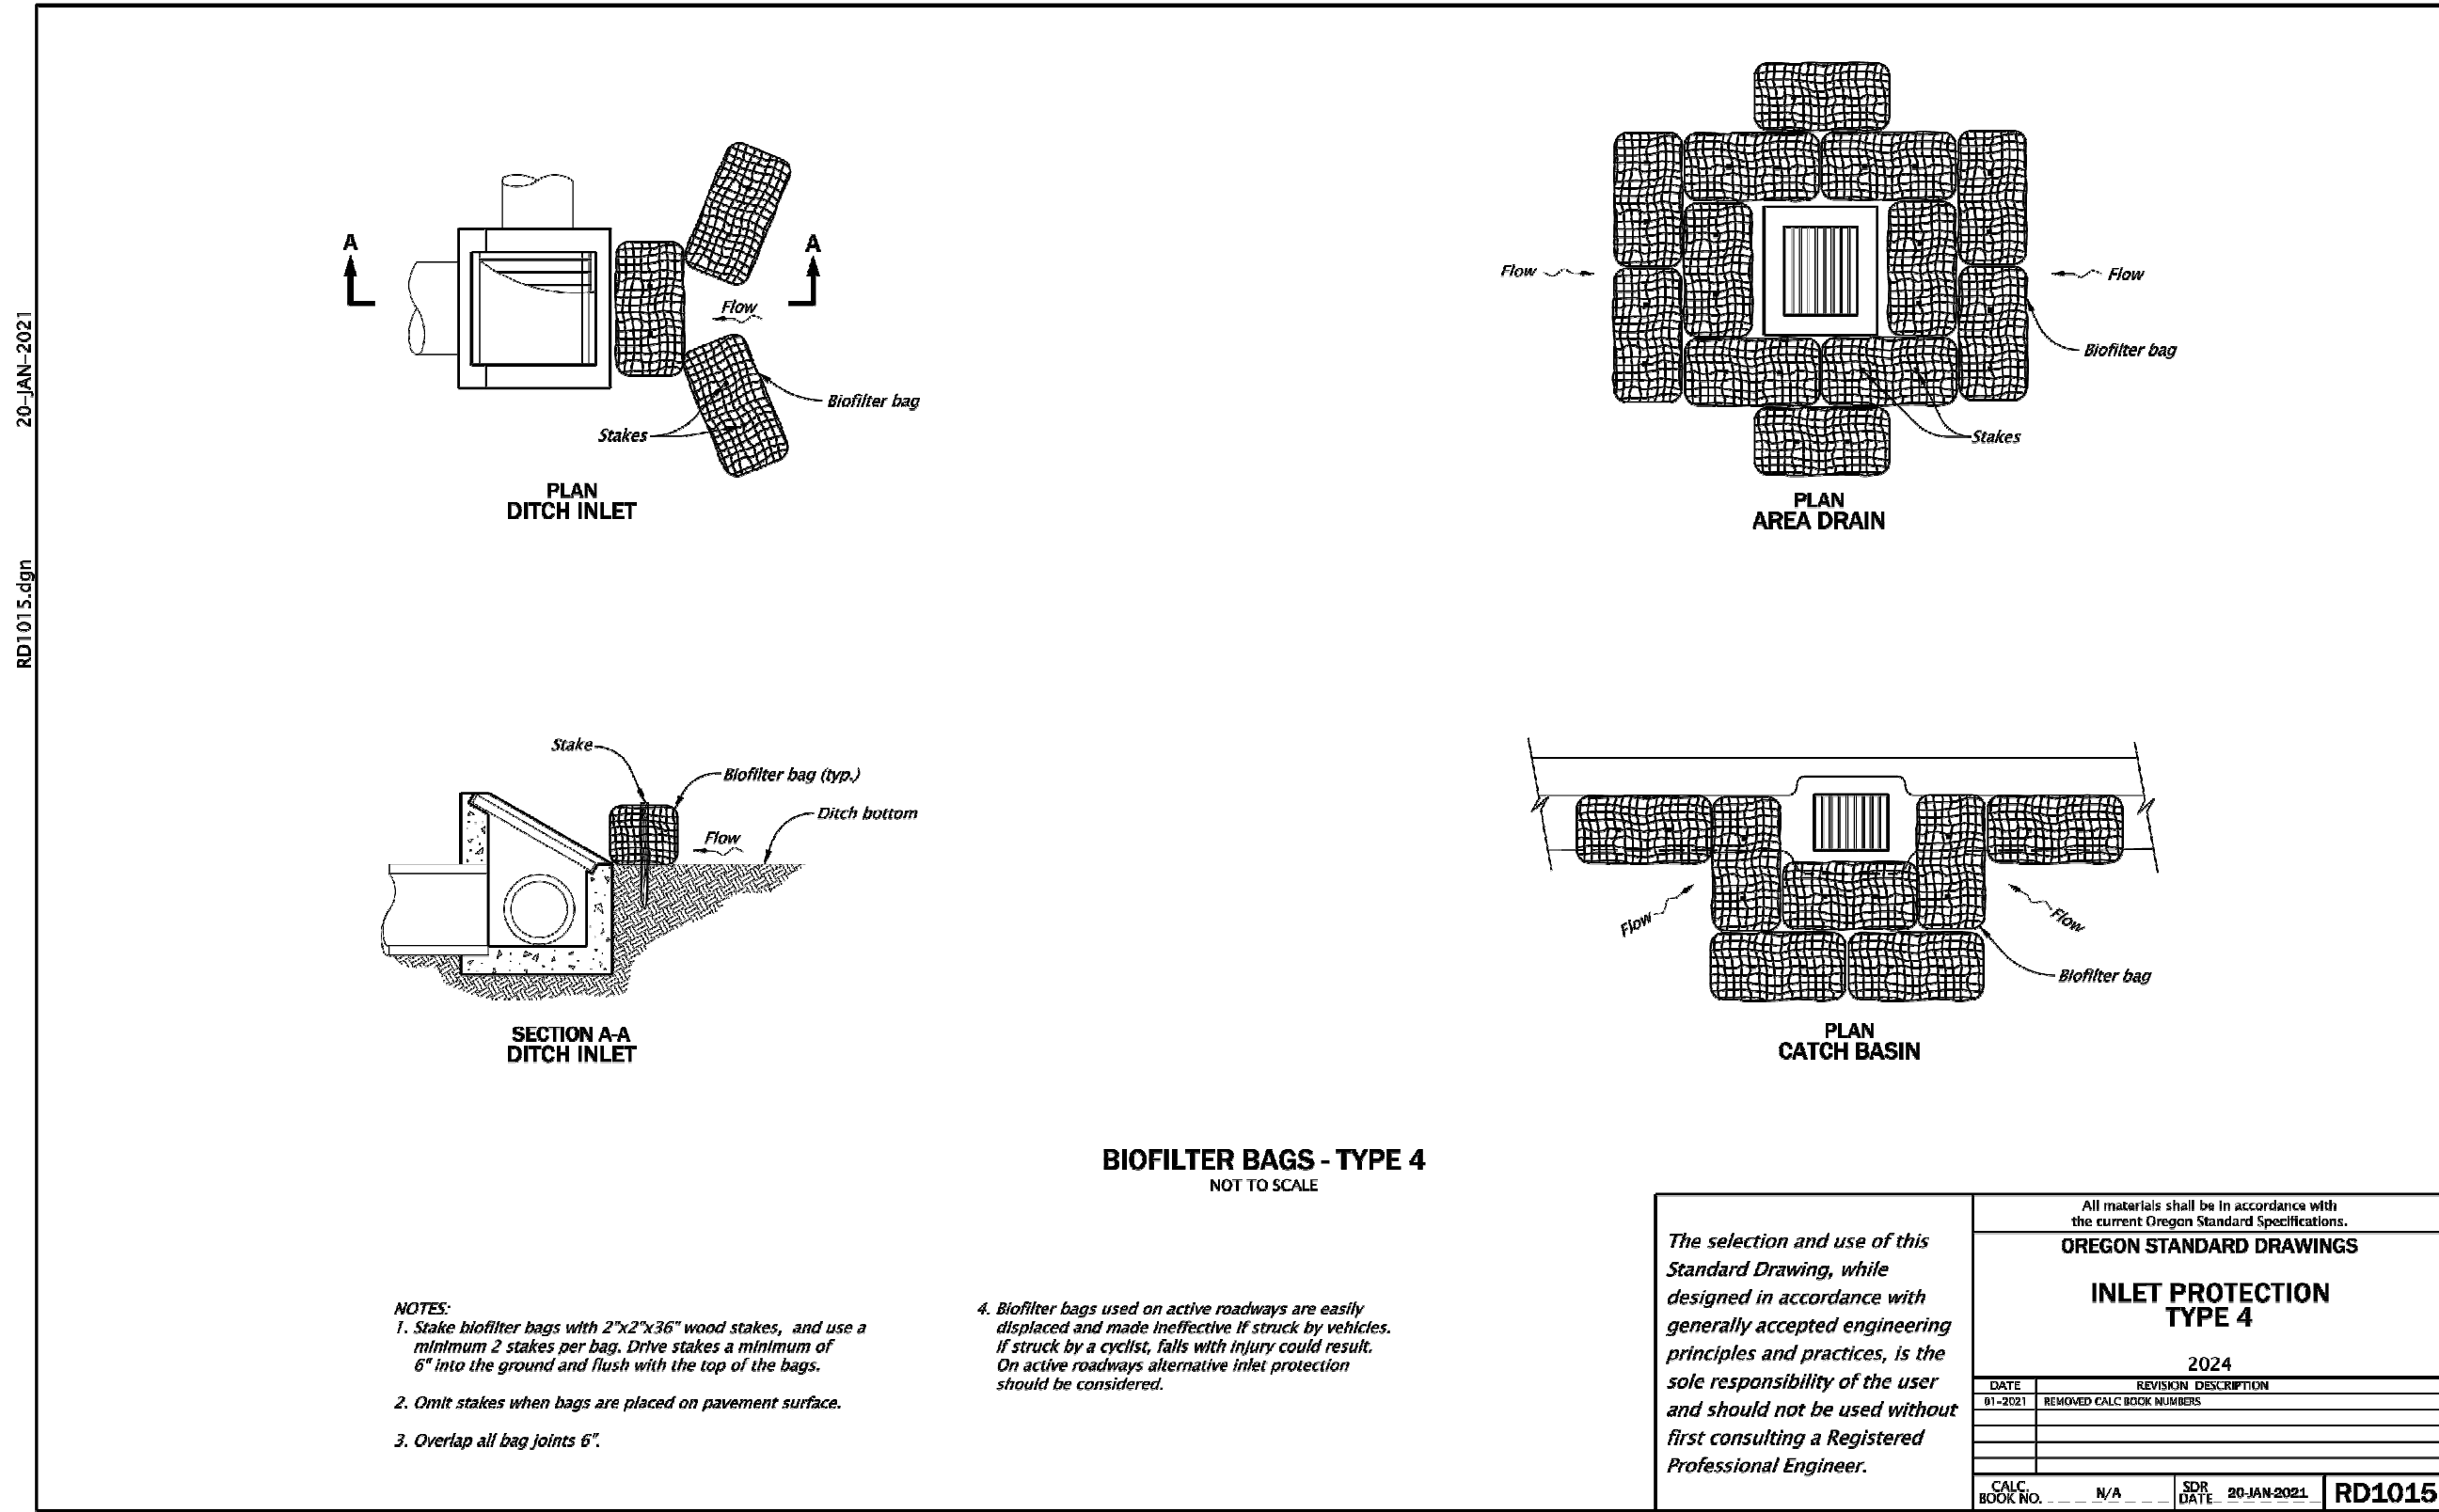 20-JAN-2021
RD1015.dgn
A
A
Flow
Biofilter bag
Stakes
PLAN
DITCH INLET
Flow
Flow
Biofilter bag
Stakes
PLAN
AREA DRAIN
Stake
Biofilter bag (typ.)
Ditch bottom
Flow
SECTION A-A
DITCH INLET
Flow
Flow
Biofilter bag
PLAN
CATCH BASIN
BIOFILTER BAGS - TYPE 4
NOT TO SCALE
NOTES:
1. Stake biofilter bags with 2"x2"x36" wood stakes, and use a
minimum 2 stakes per bag. Drive stakes a minimum of
6" into the ground and flush with the top of the bags.
2. Omit stakes when bags are placed on pavement surface.
3. Overlap all bag joints 6".
4. Biofilter bags used on active roadways are easily
displaced and made ineffective if struck by vehicles.
If struck by a cyclist, falls with injury could result.
On active roadways alternative inlet protection
should be considered.
The selection and use of this
Standard Drawing, while
designed in accordance with
generally accepted engineering
principles and practices, is the
sole responsibility of the user
and should not be used without
first consulting a Registered
Professional Engineer.
All materials shall be in accordance with
the current Oregon Standard Specifications.
OREGON STANDARD DRAWINGS
INLET PROTECTION
TYPE 4
2024
DATE REVISION DESCRIPTION
01-2021 REMOVED CALC BOOK NUMBERS
CALC. BOOK NO. N/A SDR DATE 20-JAN-2021 RD1015